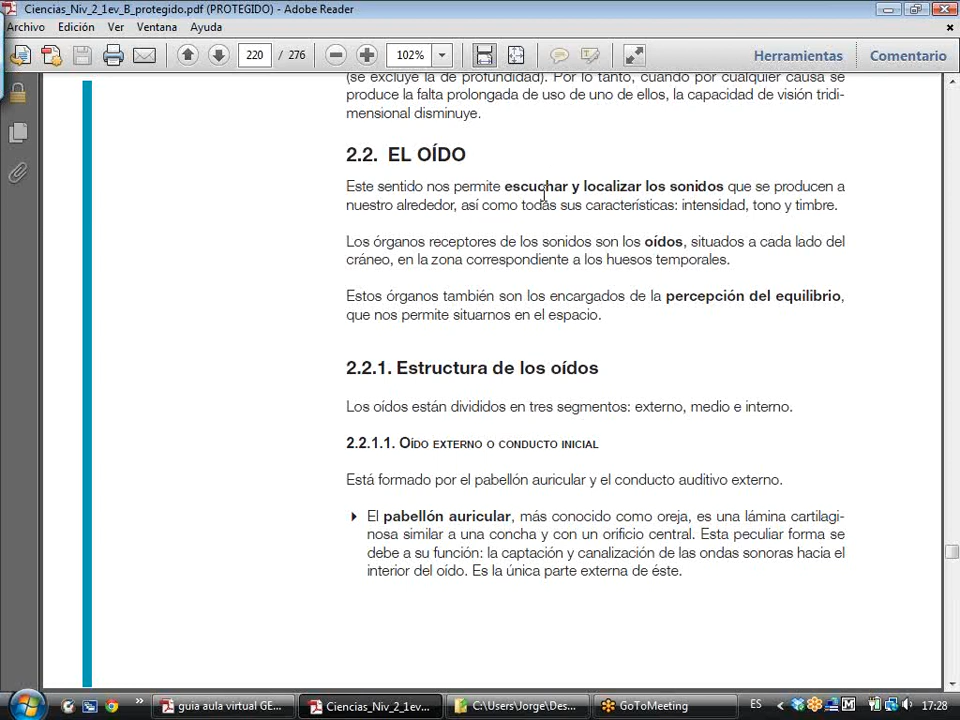 Ciencias_Niv_2_1ev_B_protegido.pdf (PROTEGIDO) - Adobe Reader
Archivo Edición Ver Ventana Ayuda
220 / 276 102% Herramientas Comentario
(se excluye la de profundidad). Por lo tanto, cuando por cualquier causa se
produce la falta prolongada de uso de uno de ellos, la capacidad de visión tridi-
mensional disminuye.
2.2. EL OÍDO
Este sentido nos permite escuchar y localizar los sonidos que se producen a
nuestro alrededor, así como todas sus características: intensidad, tono y timbre.
Los órganos receptores de los sonidos son los oídos, situados a cada lado del
cráneo, en la zona correspondiente a los huesos temporales.
Estos órganos también son los encargados de la percepción del equilibrio,
que nos permite situarnos en el espacio.
2.2.1. Estructura de los oídos
Los oídos están divididos en tres segmentos: externo, medio e interno.
2.2.1.1. OÍDO EXTERNO O CONDUCTO INICIAL
Está formado por el pabellón auricular y el conducto auditivo externo.
El pabellón auricular, más conocido como oreja, es una lámina cartilagi-
nosa similar a una concha y con un orificio central. Esta peculiar forma se
debe a su función: la captación y canalización de las ondas sonoras hacia el
interior del oído. Es la única parte externa de éste.
» guia aula virtual GE... Ciencias_Niv_2_1ev... C:\Users\Jorge\Des... GoToMeeting ES 17:28